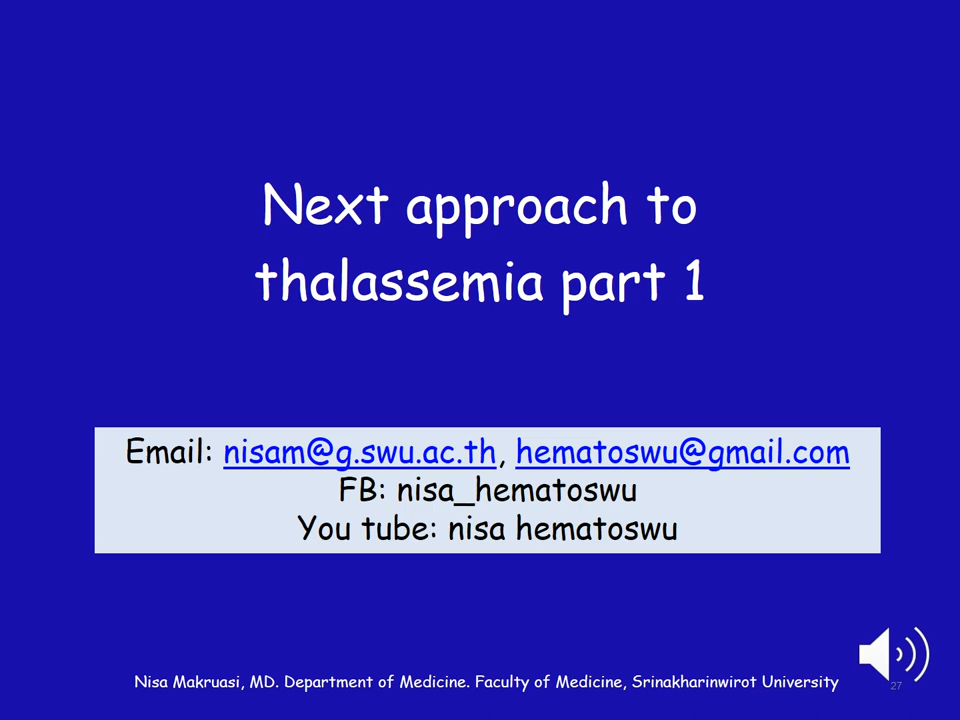 Next approach to
thalassemia part 1
Email: nisam@g.swu.ac.th, hematoswu@gmail.com
FB: nisa_hematoswu
You tube: nisa hematoswu
Nisa Makruasi, MD. Department of Medicine. Faculty of Medicine, Srinakharinwirot University
27